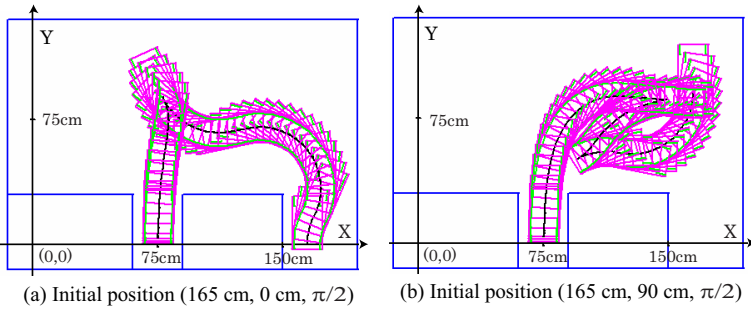 Y
75cm
X
(0,0)
75cm
150cm
(a) Initial position (165 cm, 0 cm, π/2)
Y
75cm
X
(0,0)
75cm
150cm
(b) Initial position (165 cm, 90 cm, π/2)